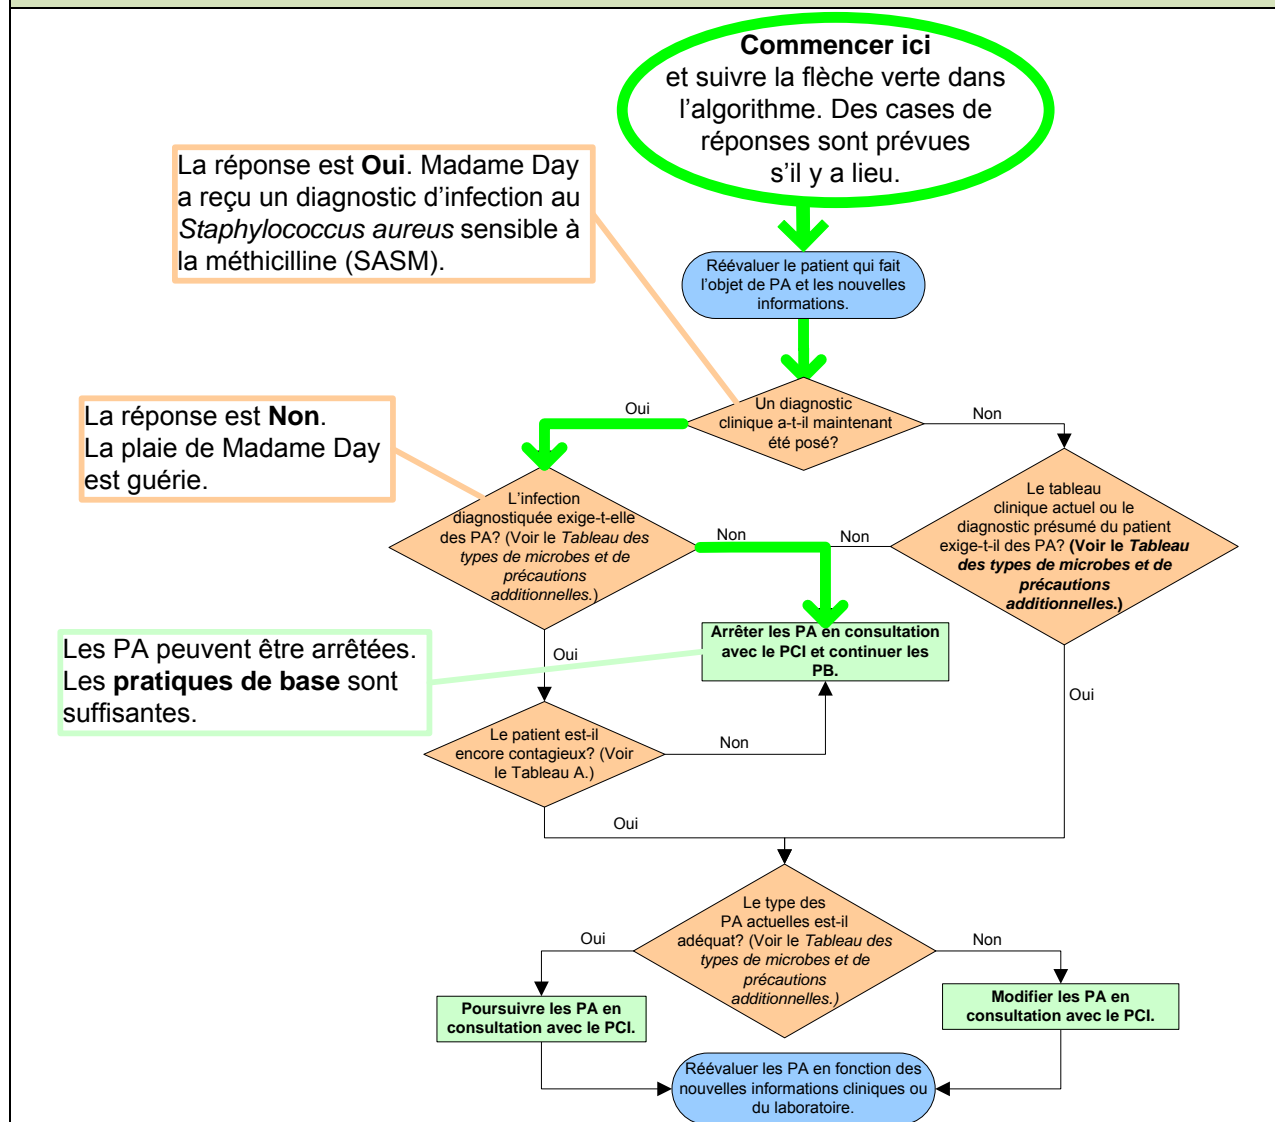 Commencer ici
et suivre la flèche verte dans
l'algorithme. Des cases de
réponses sont prévues
s'il y a lieu.
La réponse est Oui. Madame Day
a reçu un diagnostic d'infection au
Staphylococcus aureus sensible à
la méthicilline (SASM).
Réévaluer le patient qui fait
l'objet de PA et les nouvelles
informations.
Un diagnostic
clinique a-t-il maintenant
été posé?
Oui
Non
La réponse est Non.
La plaie de Madame Day
est guérie.
L'infection
diagnostiquée exige-t-elle
des PA? (Voir le Tableau des
types de microbes et de
précautions
additionnelles.)
Non
Non
Le tableau
clinique actuel ou le
diagnostic présumé du patient
exige-t-il des PA? (Voir le Tableau
des types de microbes et de
précautions
additionnelles.)
Arrêter les PA en consultation
avec le PCI et continuer les
PB.
Les PA peuvent être arrêtées.
Les pratiques de base sont
suffisantes.
Oui
Oui
Le patient est-il
encore contagieux? (Voir
le Tableau A.)
Non
Oui
Le type des
PA actuelles est-il
adéquat? (Voir le Tableau des
types de microbes et de
précautions
additionnelles.)
Oui
Non
Poursuivre les PA en
consultation avec le PCI.
Modifier les PA en
consultation avec le PCI.
Réévaluer les PA en fonction des
nouvelles informations cliniques ou
du laboratoire.